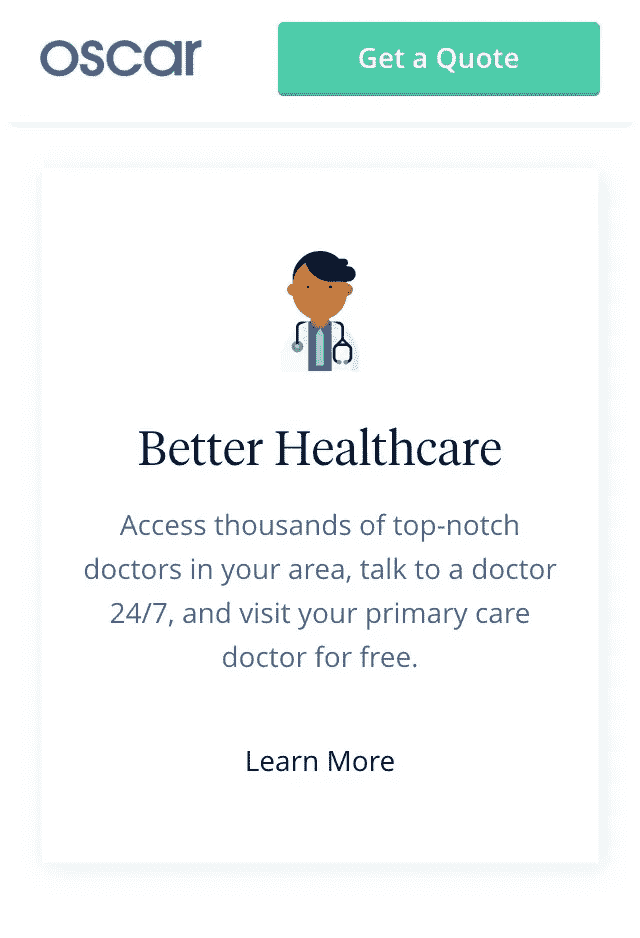 oscar
Get a Quote
Better Healthcare
Access thousands of top-notch
doctors in your area, talk to a doctor
24/7, and visit your primary care
doctor for free.
Learn More